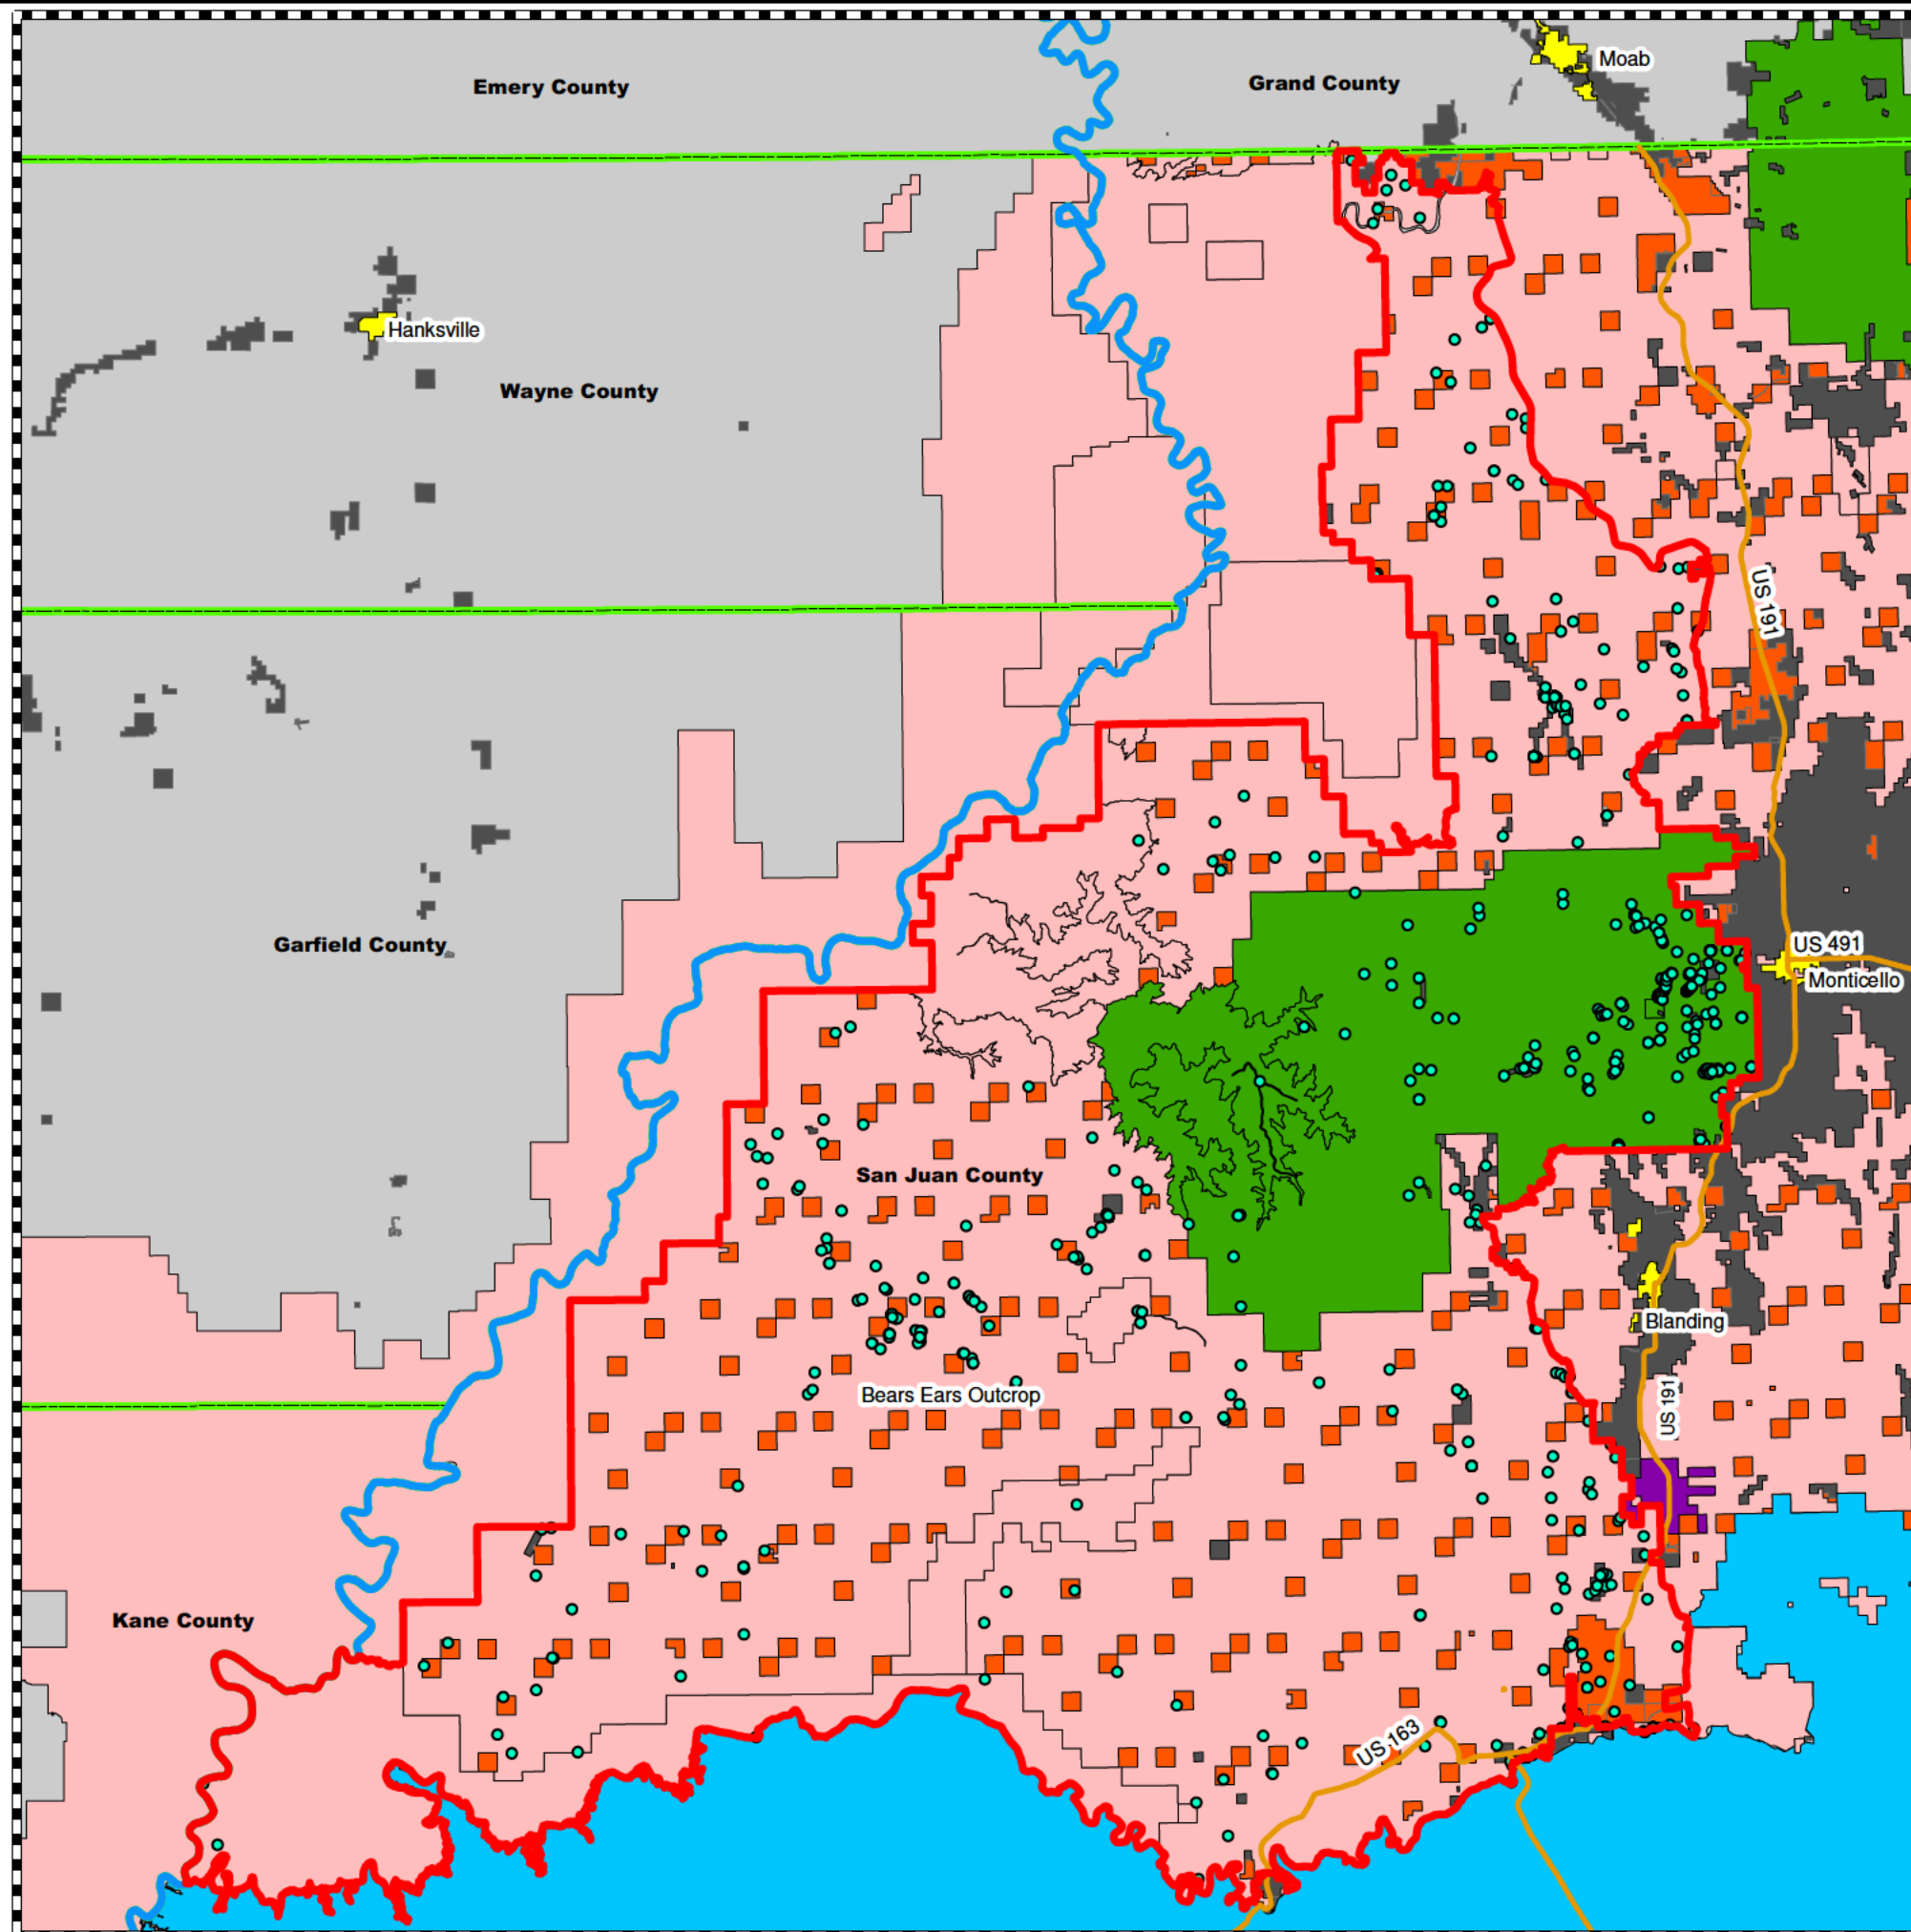 Moab
Emery County
Grand County
Hanksville
Wayne County
US 191
Garfield County
US 491
Monticello
San Juan County
Blanding
Bears Ears Outcrop
US 191
Kane County
US 163